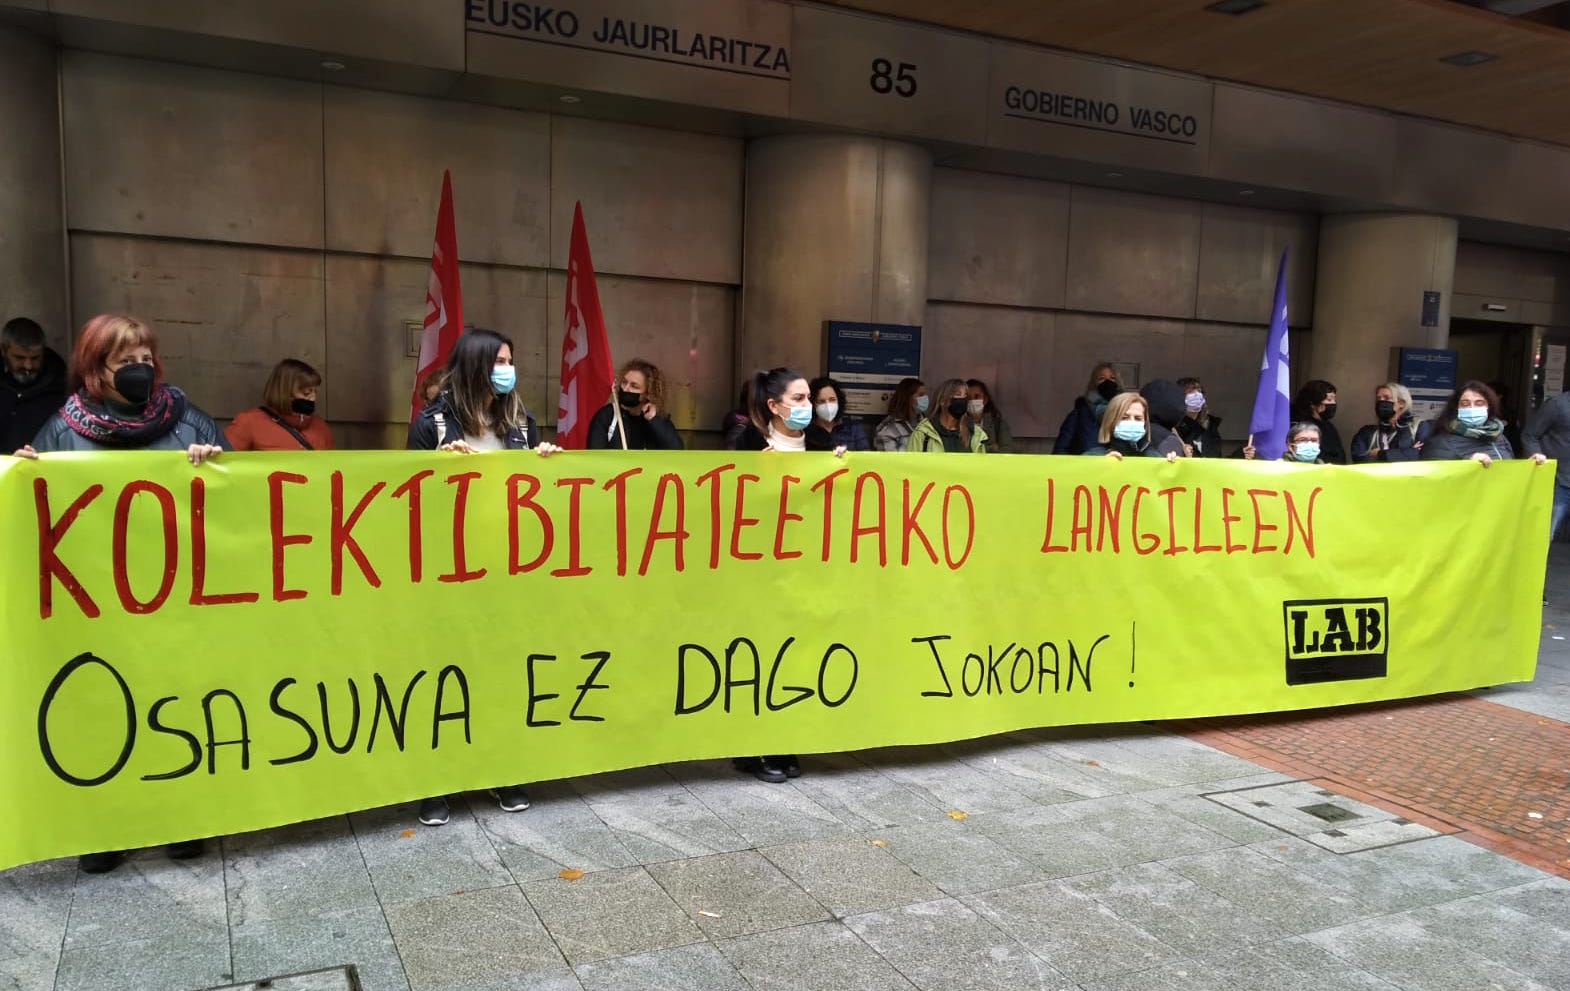 EUSKO JAURLARITZA
85
GOBIERNO VASCO
KOLEKTIBITATEETAKO LANGILEEN
OSASUNA EZ DAGO JOKOAN!
LAB